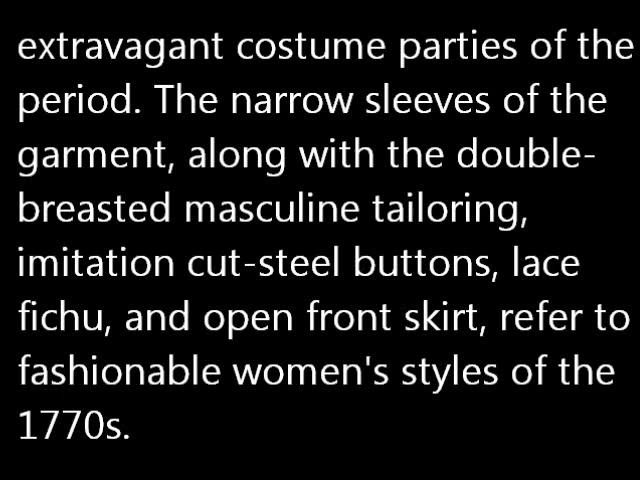 extravagant costume parties of the
period. The narrow sleeves of the
garment, along with the double-
breasted masculine tailoring,
imitation cut-steel buttons, lace
fichu, and open front skirt, refer to
fashionable women's styles of the
1770s.